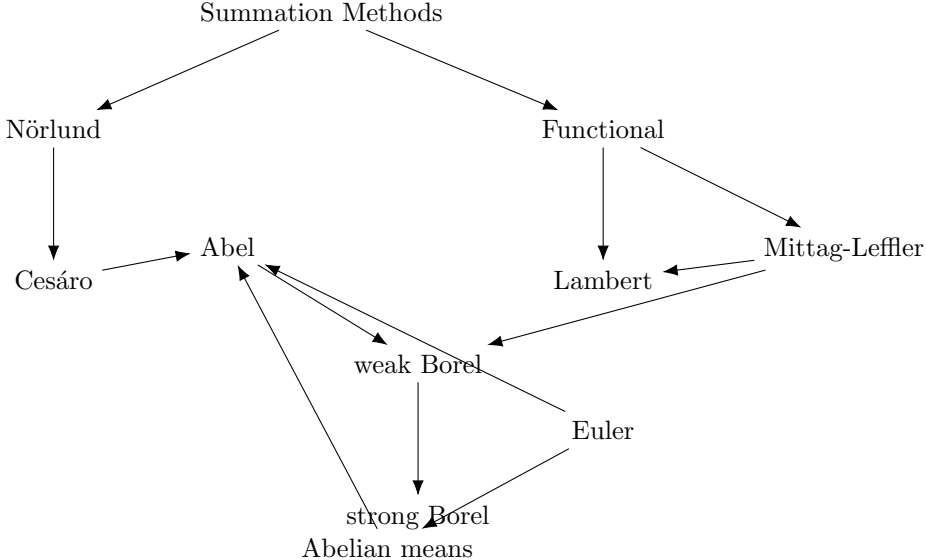 Summation Methods
Nörlund
Functional
Abel
Mittag-Leffler
Cesáro
Lambert
weak Borel
Euler
strong Borel
Abelian means